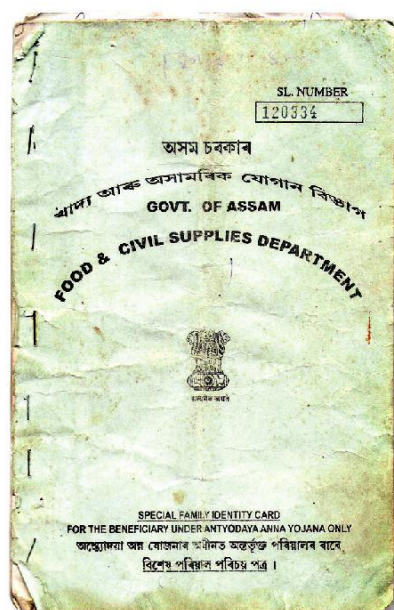 SL. NUMBER
120334
অসম চৰকাৰ
খাদ্য আৰু অসামৰিক যোগান বিভাগ
GOVT. OF ASSAM
FOOD & CIVIL SUPPLIES DEPARTMENT
SPECIAL FAMILY IDENTITY CARD
FOR THE BENEFICIARY UNDER ANTYODAYA ANNA YOJANA ONLY
অন্ন যোজনাৰ অধীনত অন্তৰ্ভূক্ত পৰিয়ালৰ বাবে
বিশেষ পৰিয়াল পৰিচয় পত্ৰ ।